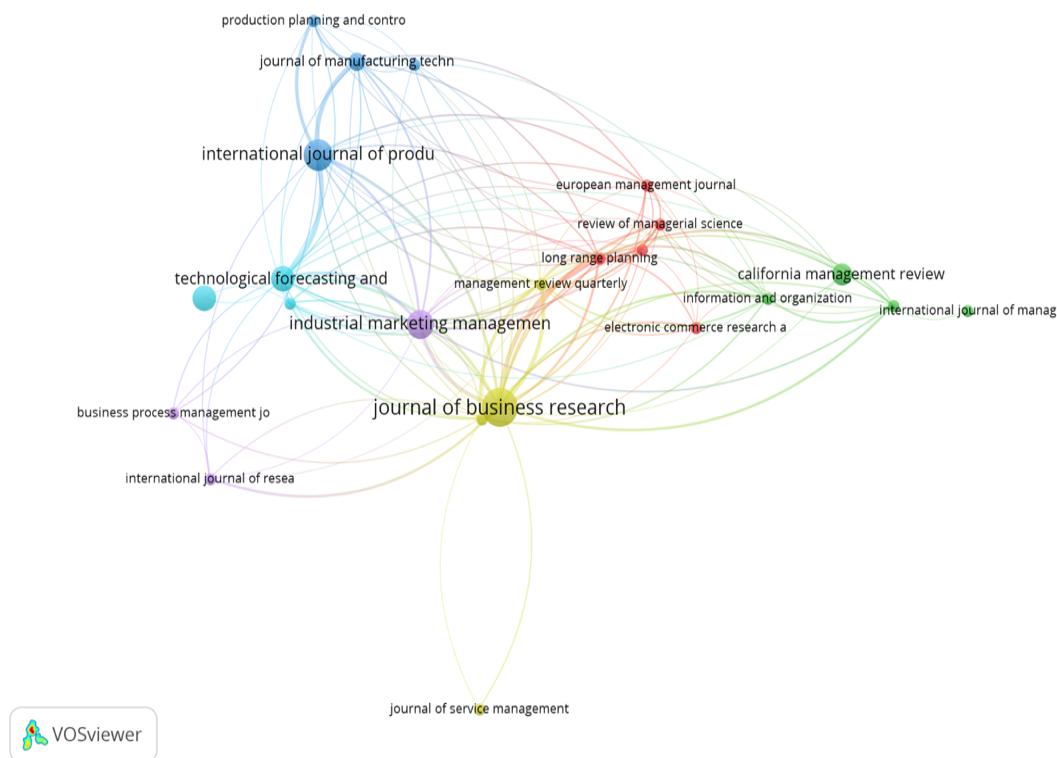 production planning and contro
journal of manufacturing techn
international journal of produ
european management journal
review of managerial science
long range planning
california management review
technological forecasting and
management review quarterly
information and organization
international journal of manag
industrial marketing managemen
electronic commerce research a
journal of business research
business process management jo
international journal of resea
journal of service management
VOSviewer